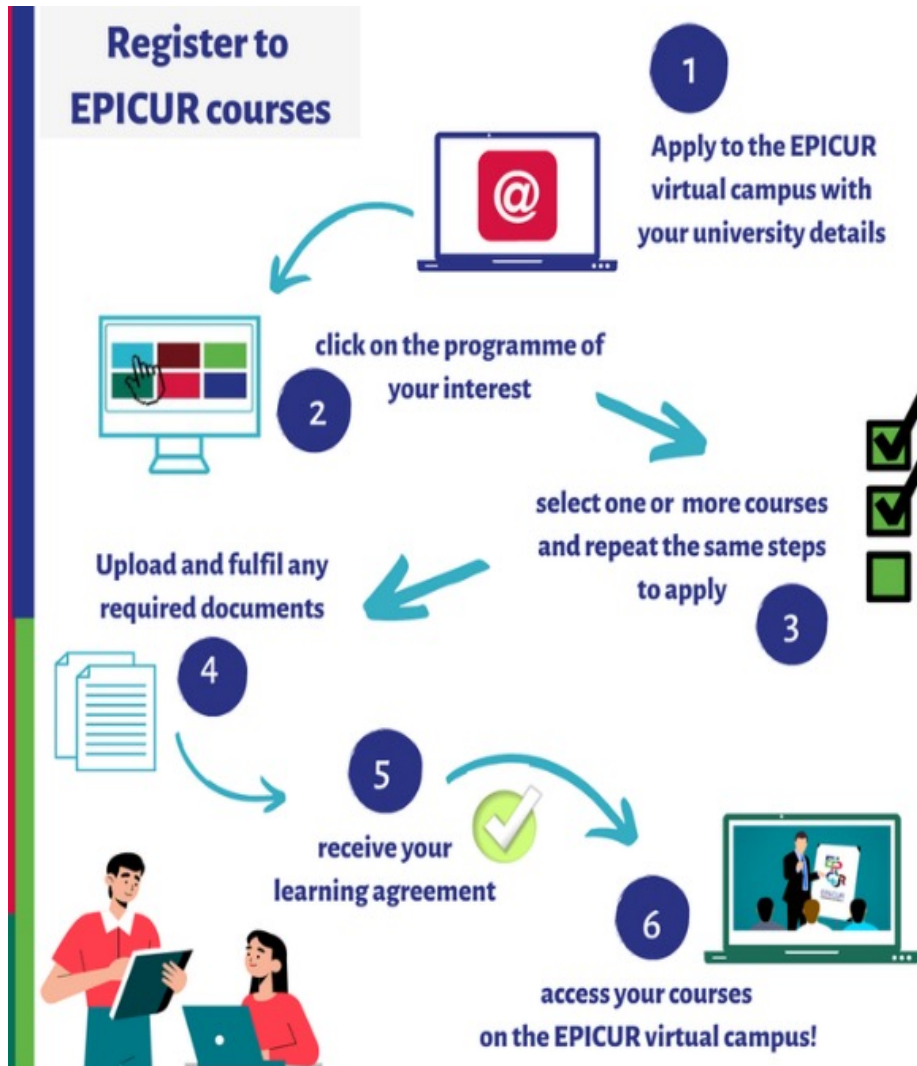 Register to
EPICUR courses
1
@
Apply to the EPICUR
virtual campus with
your university details
click on the programme of
your interest
2
select one or more courses
and repeat the same steps
to apply
3
Upload and fulfil any
required documents
4
5
receive your
learning agreement
EPICUR
6
access your courses
on the EPICUR virtual campus!